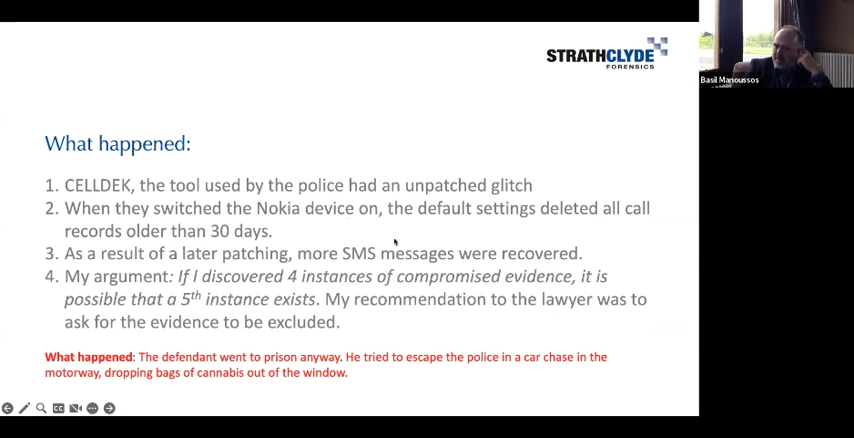 STRATHCLYDE
FORENSICS
Basil Manoussos
What happened:
1. CELLDEK, the tool used by the police had an unpatched glitch
2. When they switched the Nokia device on, the default settings deleted all call
records older than 30 days.
3. As a result of a later patching, more SMS messages were recovered.
4. My argument: If I discovered 4 instances of compromised evidence, it is
possible that a 5th instance exists. My recommendation to the lawyer was to
ask for the evidence to be excluded.
What happened: The defendant went to prison anyway. He tried to escape the police in a car chase in the
motorway, dropping bags of cannabis out of the window.
CC